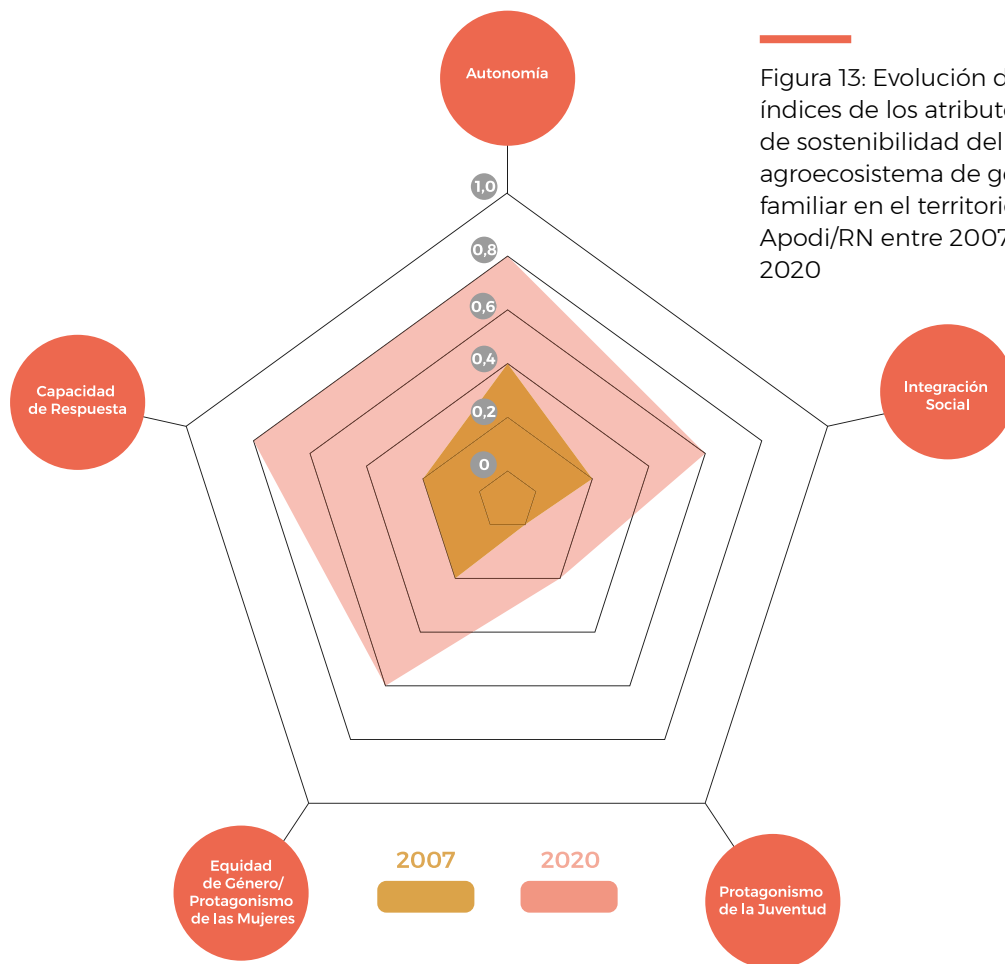 Autonomía
Figura 13: Evolución d
índices de los atribut
de sostenibilidad del
agroecosistema de g
familiar en el territori
Apodi/RN entre 2007
2020
1,0
0,8
0,6
0,4
0,2
0
Capacidad
de Respuesta
Integración
Social
Equidad
de Género/
Protagonismo
de las Mujeres
2007
2020
Protagonismo
de la Juventud